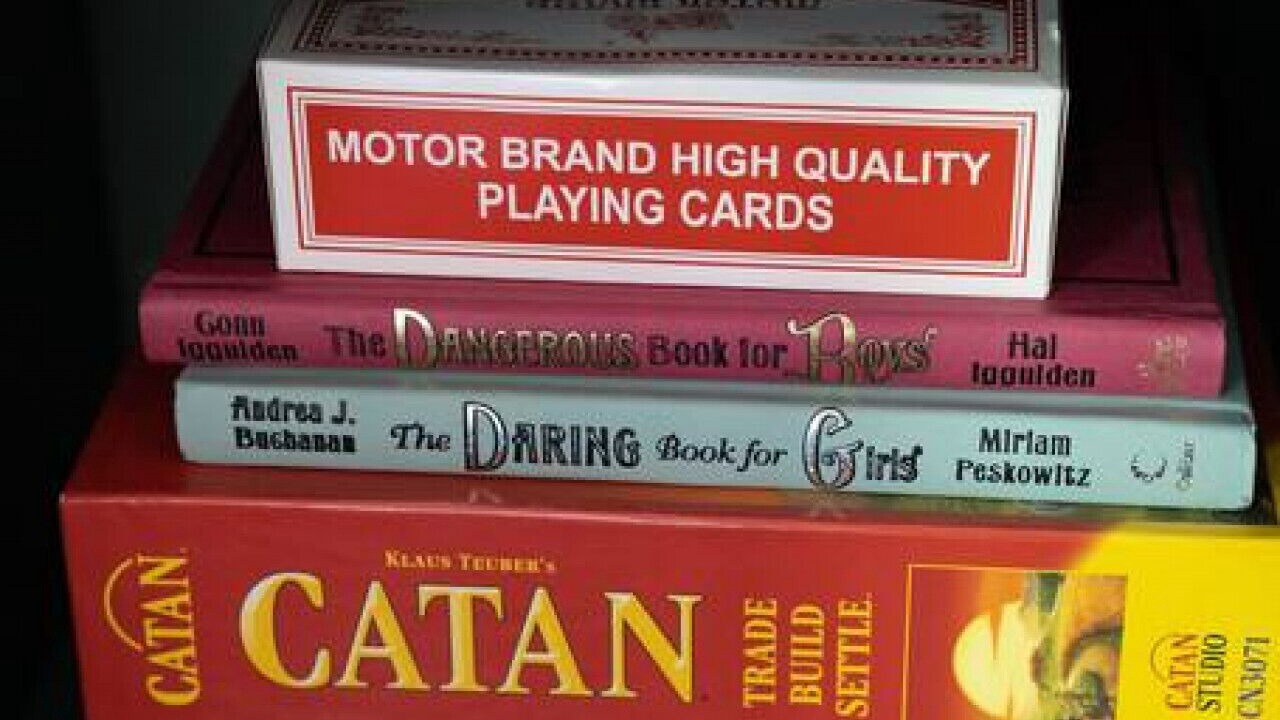 MOTOR BRAND HIGH QUALITY
PLAYING CARDS
Conn
Iggulden
The DANGEROUS Book for Boys
Hal
Iggulden
Andrea J.
Buchanan
The DARING Book for Girls
Miriam
Peskowitz
CATAN
KLAUS TEUBER'S
CATAN
TRADE
BUILD
SETTLE.
CATAN
STUDIO
CN3071